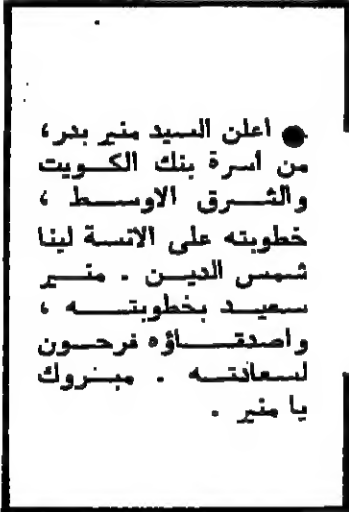 ● اعلن السيد منير بدر ،
من أسرة بنك الكويت
والشرق الاوسط ،
خطوبته على الانسة لينا
شمس الدين . منير
سعيد بخطوبته ،
واصدقاؤه فرحون
لسعادته . مبروك
يا منير .